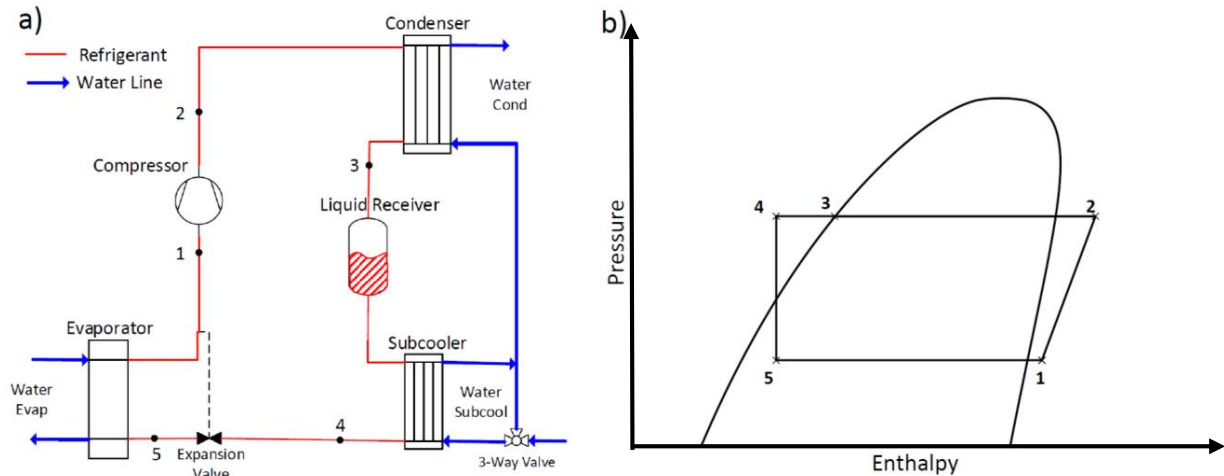 a)
Refrigerant
Water Line
Condenser
Water
Cond
2
Compressor
3
Liquid Receiver
1
Evaporator
Subcooler
Water
Evap
Water
Subcool
5
4
Expansion
Valve
3-Way Valve
b)
Pressure
4
3
2
5
1
Enthalpy